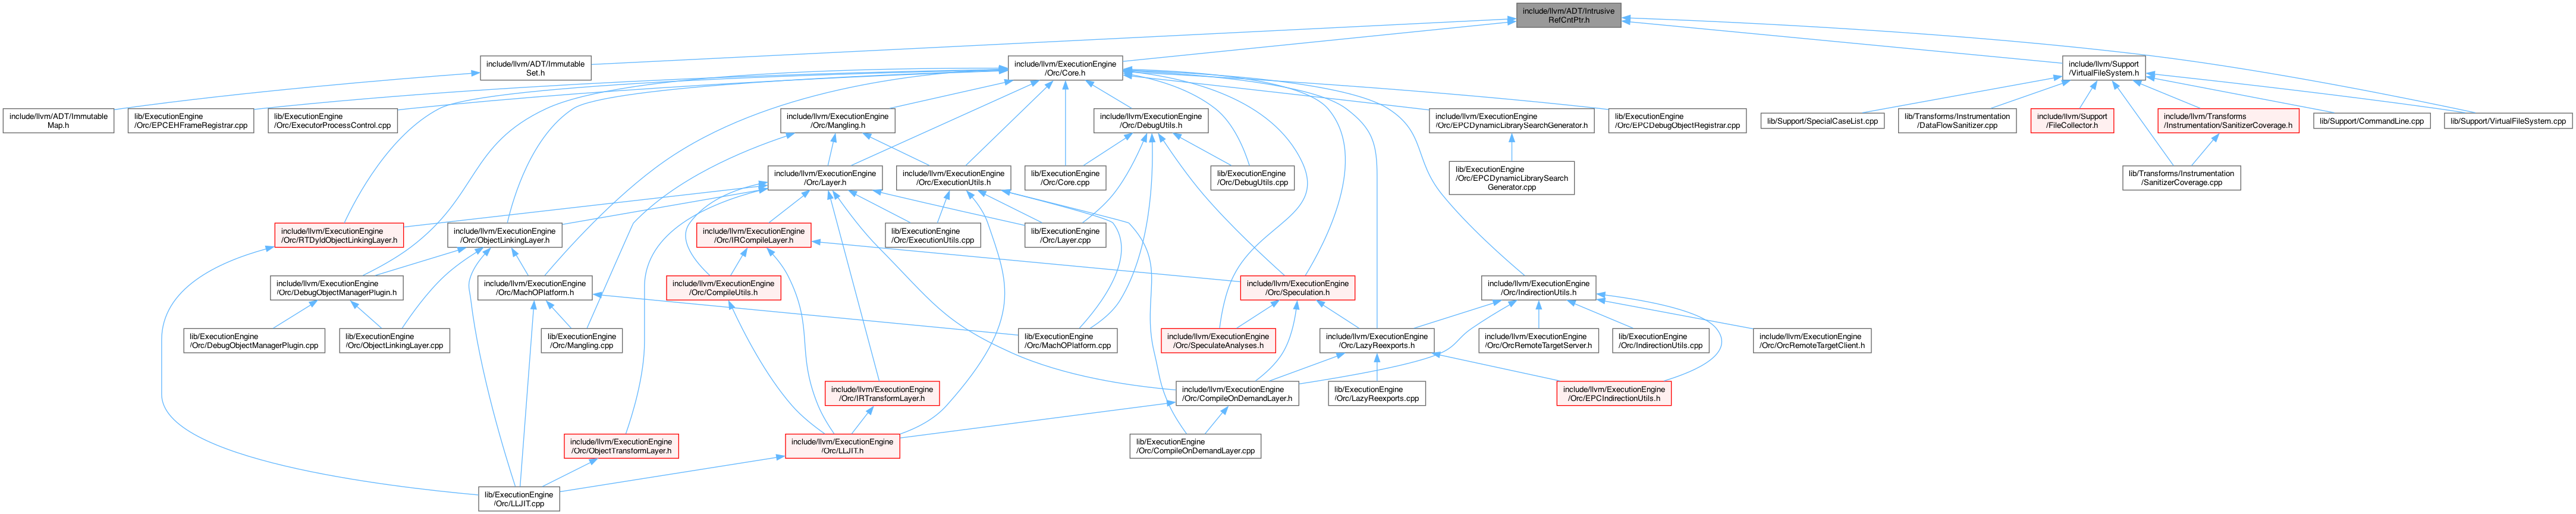 include/llvm/ADT/Intrusive
RefCntPtr.h
include/llvm/ADT/Immutable
Set.h
include/llvm/ExecutionEngine
/Orc/Core.h
include/llvm/Support
/VirtualFileSystem.h
include/llvm/ADT/Immutable
Map.h
lib/ExecutionEngine
/Orc/EPCEHFrameRegistrar.cpp
lib/ExecutionEngine
/Orc/ExecutorProcessControl.cpp
include/llvm/ExecutionEngine
/Orc/Mangling.h
include/llvm/ExecutionEngine
/Orc/DebugUtils.h
include/llvm/ExecutionEngine
/Orc/EPCDynamicLibrarySearchGenerator.h
lib/ExecutionEngine
/Orc/EPCDebugObjectRegistrar.cpp
lib/Support/SpecialCaseList.cpp
lib/Transforms/Instrumentation
/DataFlowSanitizer.cpp
include/llvm/Support
/FileCollector.h
include/llvm/Transforms
/Instrumentation/SanitizerCoverage.h
lib/Support/CommandLine.cpp
lib/Support/VirtualFileSystem.cpp
include/llvm/ExecutionEngine
/Orc/Layer.h
include/llvm/ExecutionEngine
/Orc/ExecutionUtils.h
lib/ExecutionEngine
/Orc/Core.cpp
lib/ExecutionEngine
/Orc/DebugUtils.cpp
lib/ExecutionEngine
/Orc/EPCDynamicLibrarySearch
Generator.cpp
lib/Transforms/Instrumentation
/SanitizerCoverage.cpp
include/llvm/ExecutionEngine
/Orc/RTDyldObjectLinkingLayer.h
include/llvm/ExecutionEngine
/Orc/ObjectLinkingLayer.h
include/llvm/ExecutionEngine
/Orc/IRCompileLayer.h
lib/ExecutionEngine
/Orc/ExecutionUtils.cpp
lib/ExecutionEngine
/Orc/Layer.cpp
include/llvm/ExecutionEngine
/Orc/DebugObjectManagerPlugin.h
include/llvm/ExecutionEngine
/Orc/MachOPlatform.h
include/llvm/ExecutionEngine
/Orc/CompileUtils.h
include/llvm/ExecutionEngine
/Orc/Speculation.h
include/llvm/ExecutionEngine
/Orc/IndirectionUtils.h
lib/ExecutionEngine
/Orc/DebugObjectManagerPlugin.cpp
lib/ExecutionEngine
/Orc/ObjectLinkingLayer.cpp
lib/ExecutionEngine
/Orc/Mangling.cpp
lib/ExecutionEngine
/Orc/MachOPlatform.cpp
include/llvm/ExecutionEngine
/Orc/SpeculateAnalyses.h
include/llvm/ExecutionEngine
/Orc/LazyReexports.h
include/llvm/ExecutionEngine
/Orc/OrcRemoteTargetServer.h
lib/ExecutionEngine
/Orc/IndirectionUtils.cpp
include/llvm/ExecutionEngine
/Orc/OrcRemoteTargetClient.h
include/llvm/ExecutionEngine
/Orc/IRTransformLayer.h
include/llvm/ExecutionEngine
/Orc/CompileOnDemandLayer.h
lib/ExecutionEngine
/Orc/LazyReexports.cpp
include/llvm/ExecutionEngine
/Orc/EPCIndirectionUtils.h
include/llvm/ExecutionEngine
/Orc/ObjectTransformLayer.h
include/llvm/ExecutionEngine
/Orc/LLJIT.h
lib/ExecutionEngine
/Orc/CompileOnDemandLayer.cpp
lib/ExecutionEngine
/Orc/LLJIT.cpp